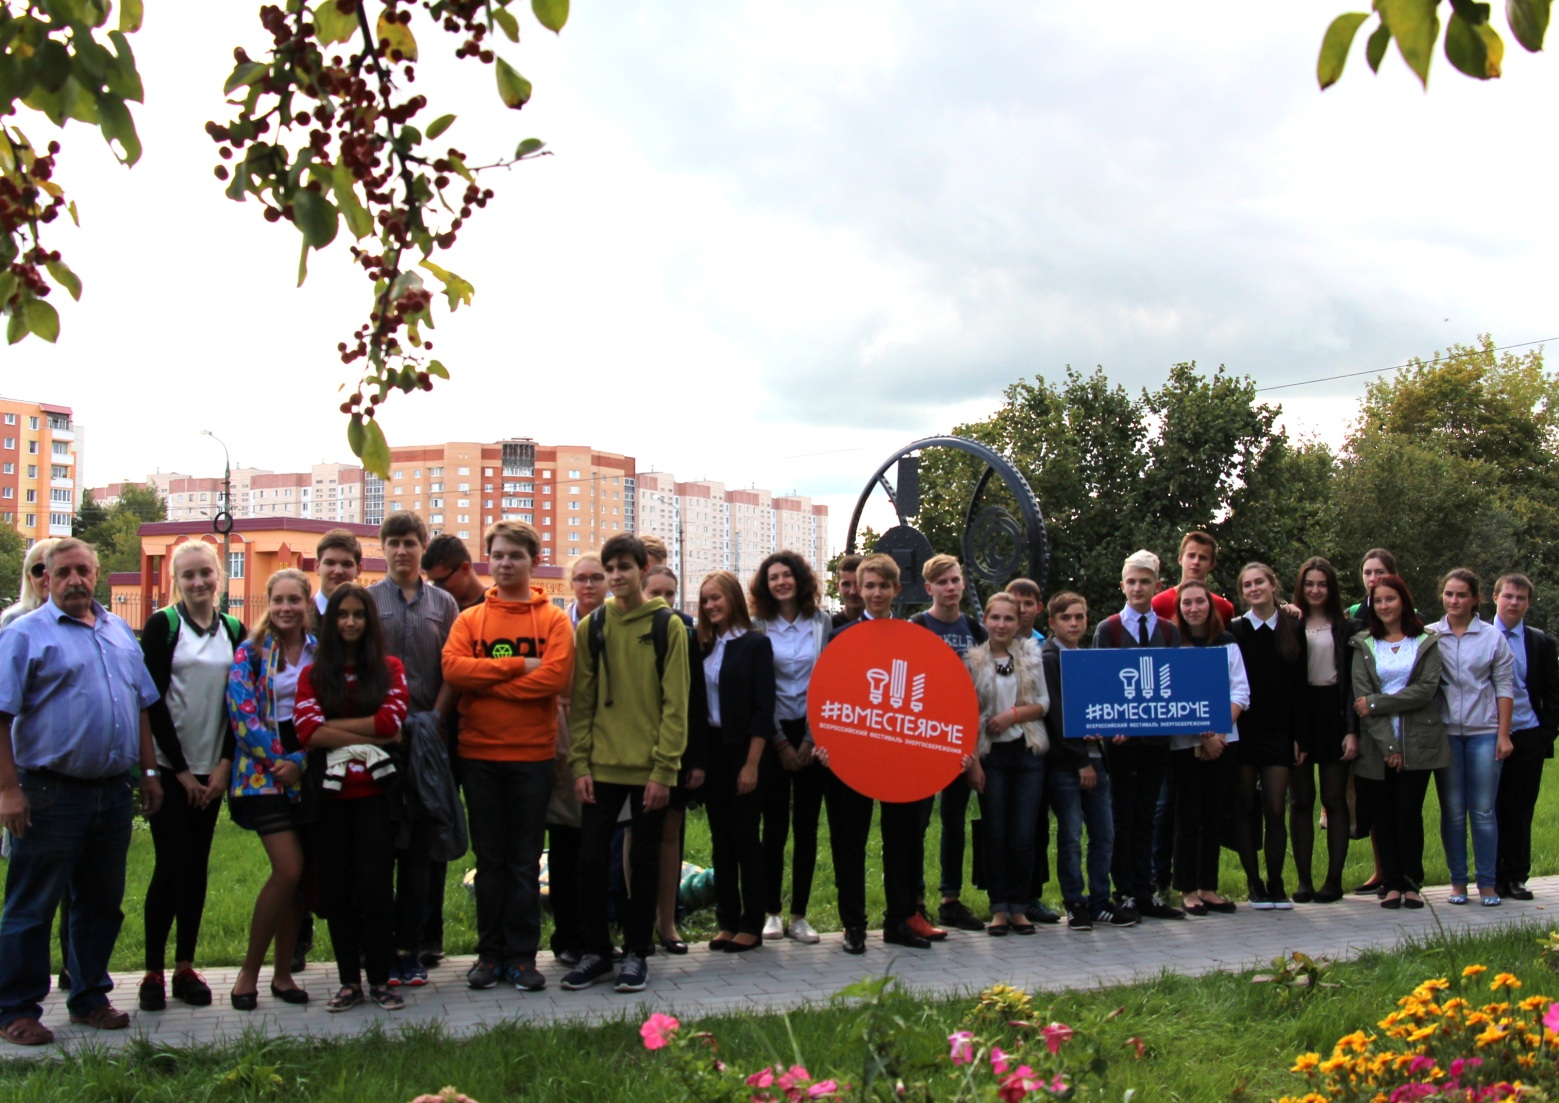 #ВМЕСТЕЯРЧЕ
ВСЕРОССИЙСКИЙ ФЕСТИВАЛЬ ЭНЕРГОСБЕРЕЖЕНИЯ
#ВМЕСТЕЯРЧЕ
ВСЕРОССИЙСКИЙ ФЕСТИВАЛЬ ЭНЕРГОСБЕРЕЖЕНИЯ